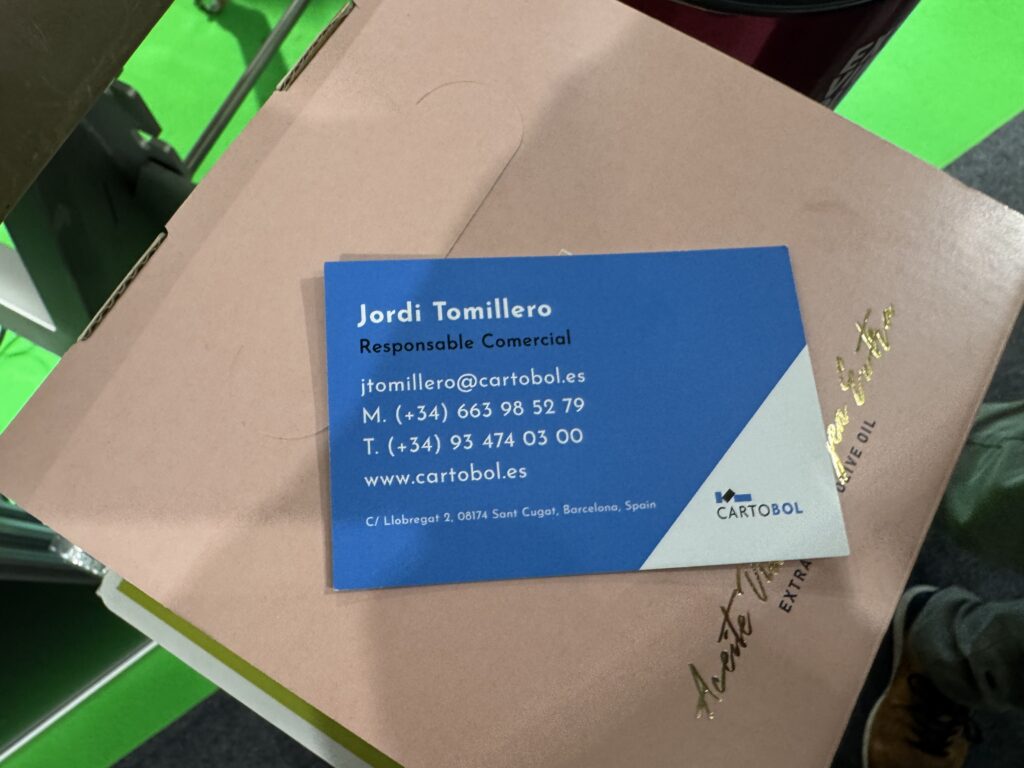 Jordi Tomillero
Responsable Comercial
jtomillero@cartobol.es
M. (+34) 663 98 52 79
T. (+34) 93 474 03 00
www.cartobol.es
C/ Llobregat 2, 08174 Sant Cugat, Barcelona, Spain
CARTOBOL
Aceite
EXTRA
OLIVE OIL